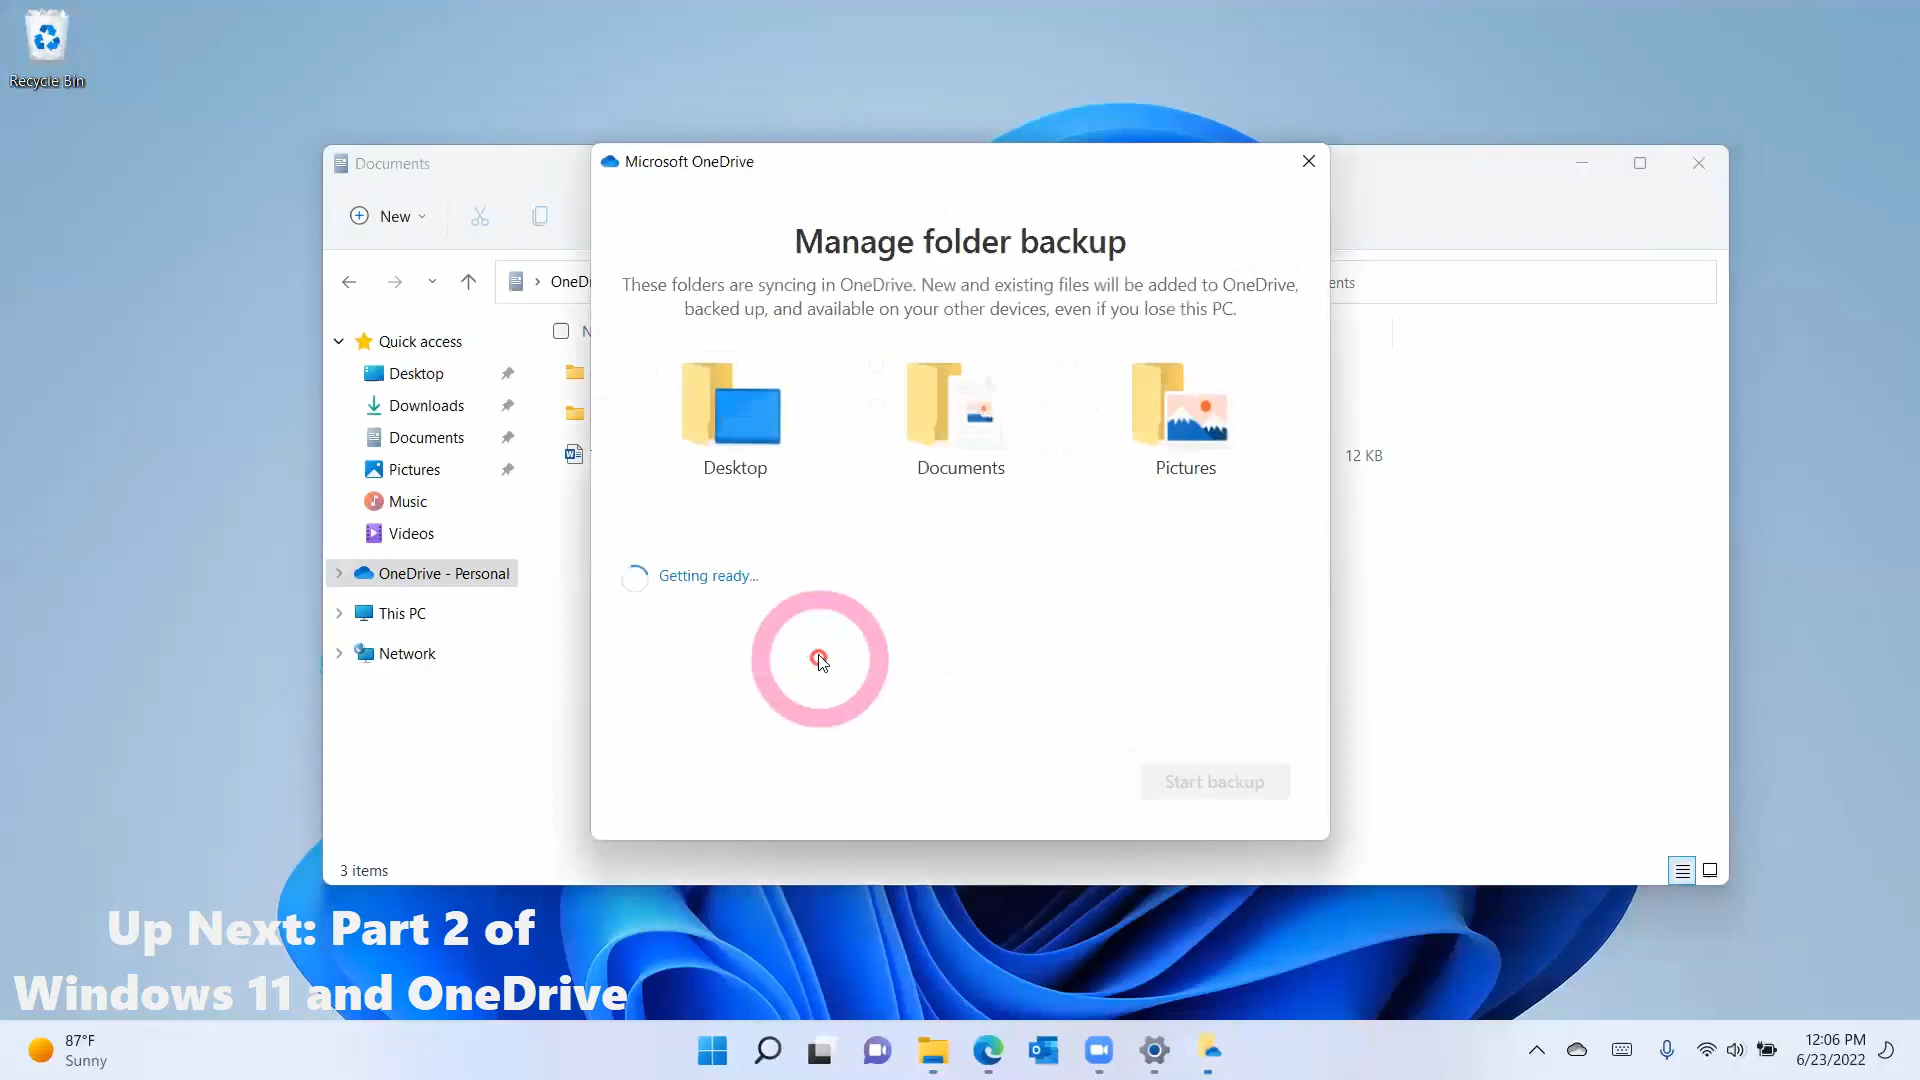 Recycle Bin
Documents
Microsoft OneDrive
New
Manage folder backup
These folders are syncing in OneDrive. New and existing files will be added to OneDrive,
backed up, and available on your other devices, even if you lose this PC.
OneDr
ents
Quick access
N
Desktop
Downloads
Documents
Pictures
Music
Videos
OneDrive - Personal
This PC
Network
12 KB
Desktop
Documents
Pictures
Getting ready...
Start backup
3 items
Up Next: Part 2 of
Windows 11 and OneDrive
87°F
Sunny
12:06 PM
6/23/2022